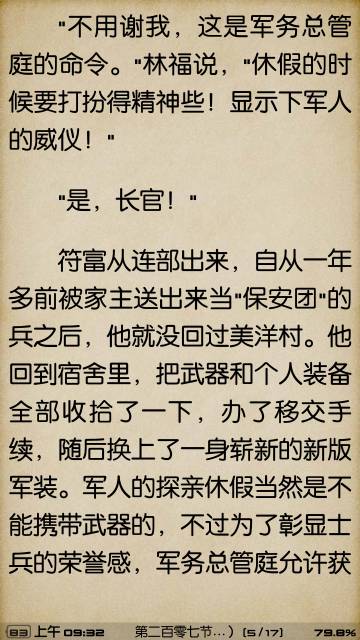 "不用谢我，这是军务总管
庭的命令。"林福说，"休假的时
候要打扮得精神些！显示下军人
的威仪！"
"是，长官！"
符富从连部出来，自从一年
多前被家主送出来当"保安团"的
兵之后，他就没回过美洋村。他
回到宿舍里，把武器和个人装备
全部收拾了一下，办了移交手
续，随后换上了一身崭新的新版
军装。军人的探亲休假当然是不
能携带武器的，不过为了彰显士
兵的荣誉感，军务总管庭允许获
83 上午 09:32 第二百零七节...）(5/17) 79.8%